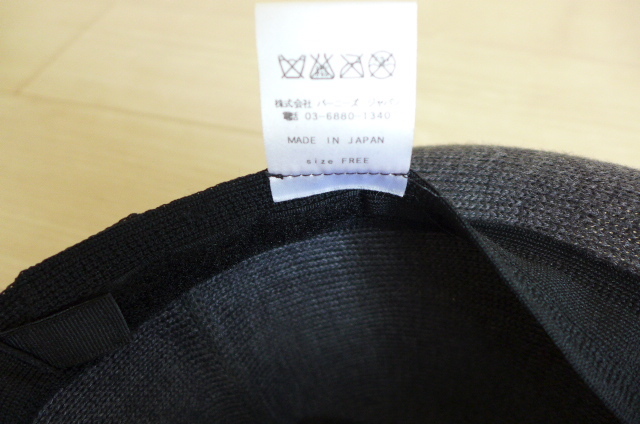 株式会社 バーニーズ ジャパン
電話 03-6880-1340
MADE IN JAPAN
size FREE